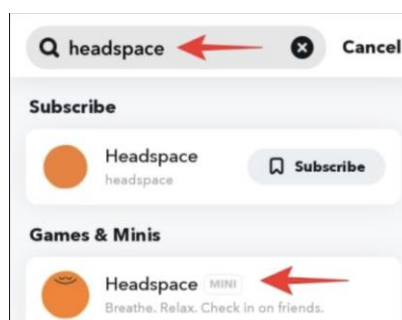 headspace Cancel
Subscribe
Headspace
headspace
Subscribe
Games & Minis
Headspace MINI
Breathe. Relax. Check in on friends.